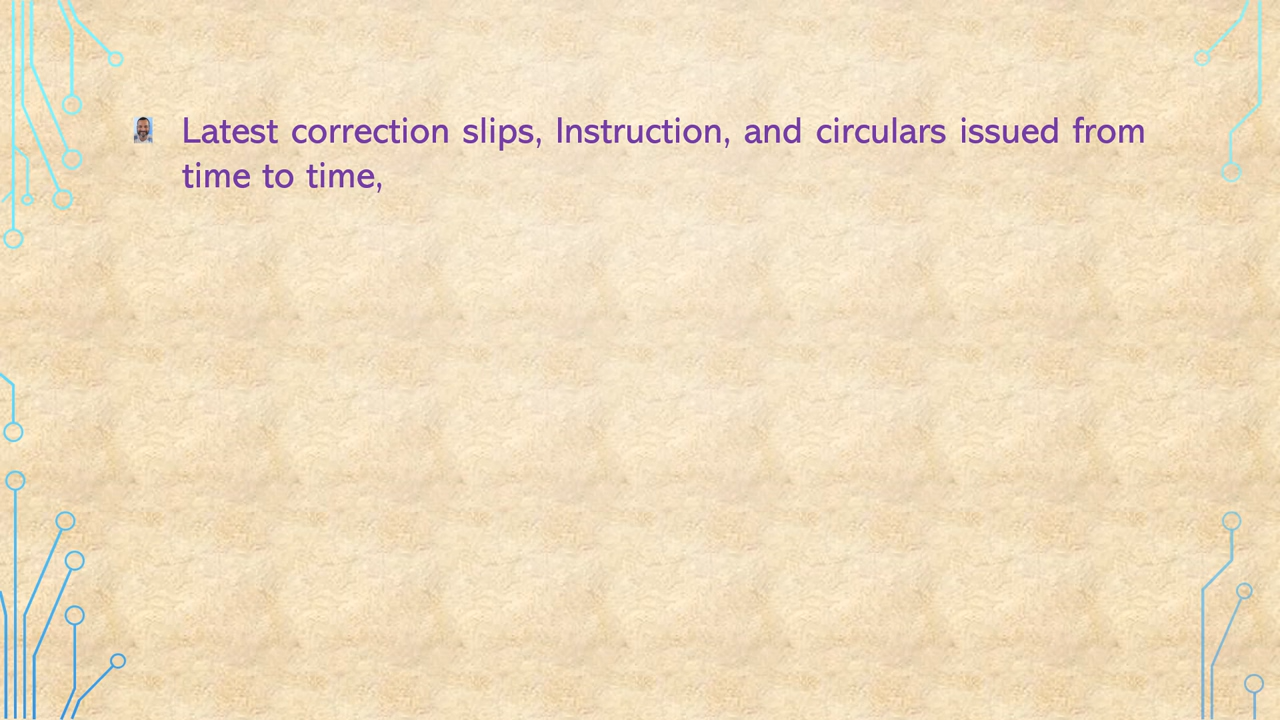 Latest correction slips, Instruction, and circulars issued from
time to time,